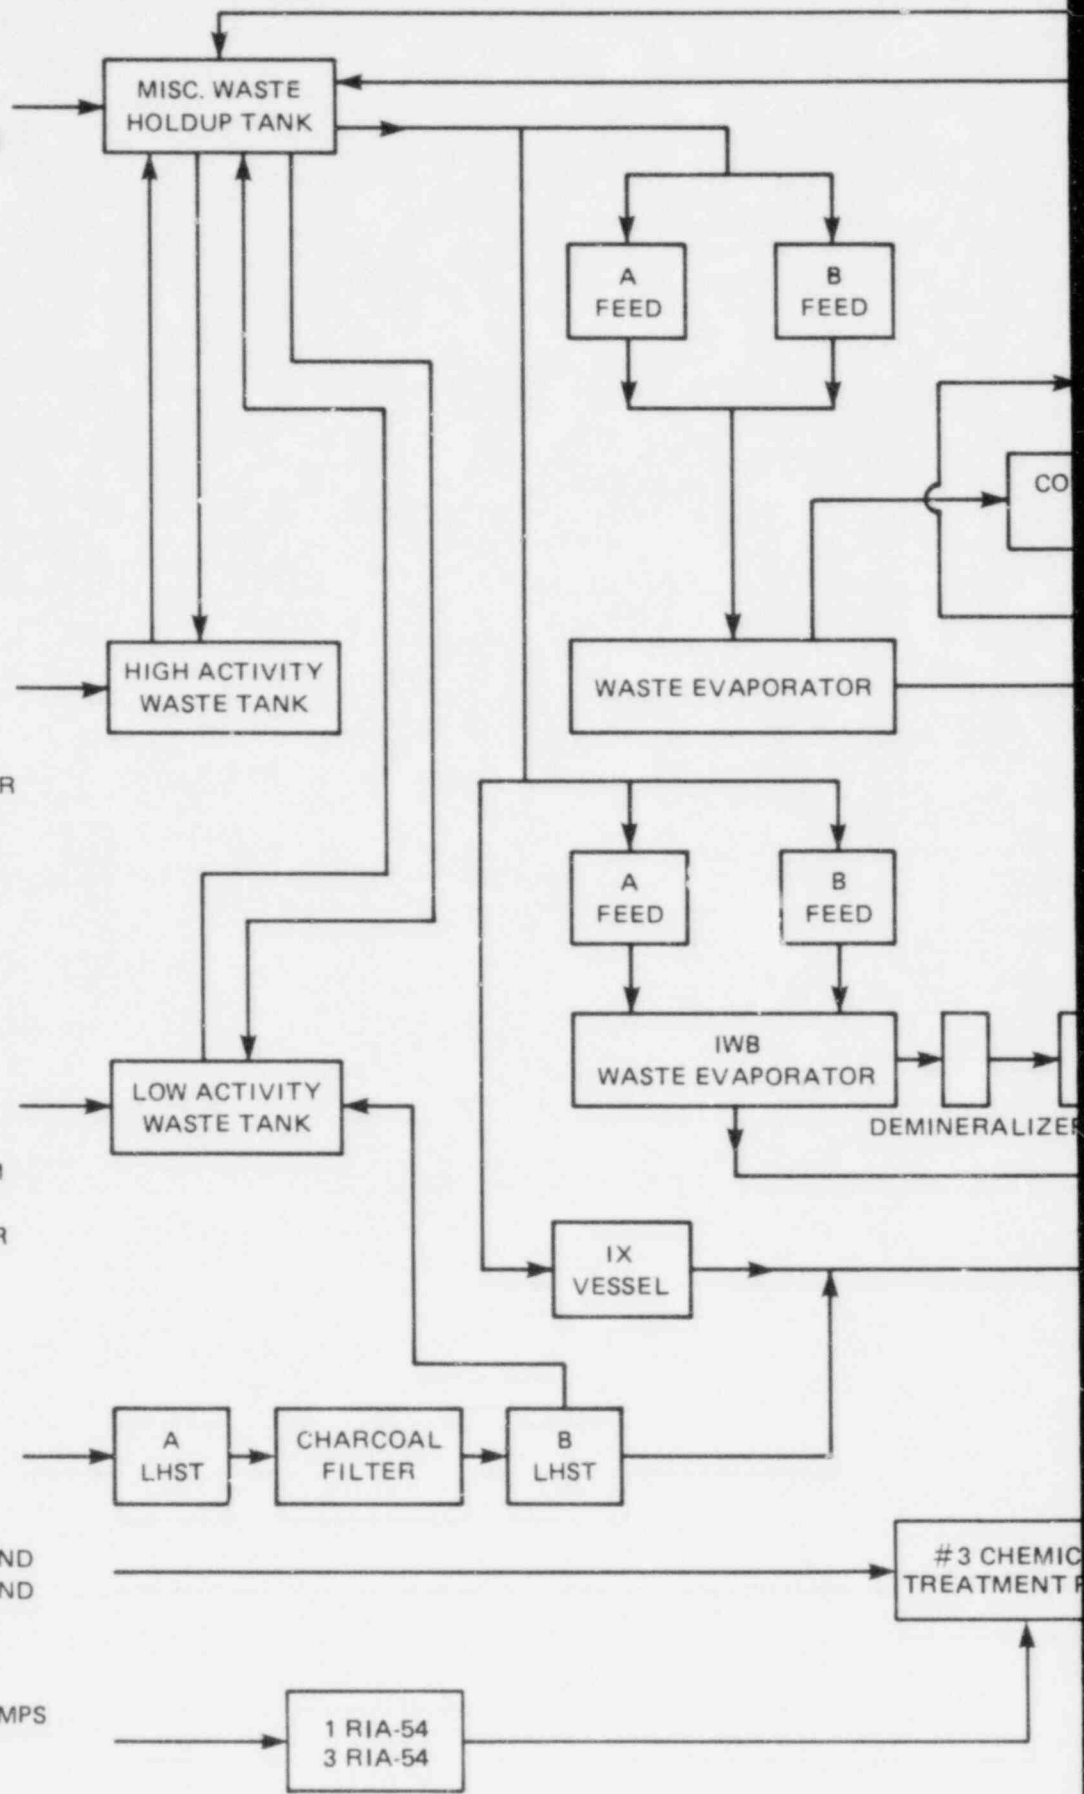 MISC. WASTE
HOLDUP TANK
A
FEED
B
FEED
CO
HIGH ACTIVITY
WASTE TANK
WASTE EVAPORATOR
R
A
FEED
B
FEED
IWB
WASTE EVAPORATOR
LOW ACTIVITY
WASTE TANK
DEMINERALIZER
R
IX
VESSEL
A
LHST
CHARCOAL
FILTER
B
LHST
ND
ND
#3 CHEMIC
TREATMENT P
MPS
1 RIA-54
3 RIA-54